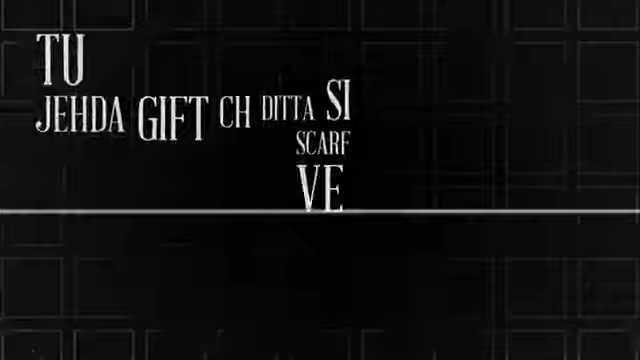 TU
JEHDA GIFT CH DITTA SI
SCARF
VE